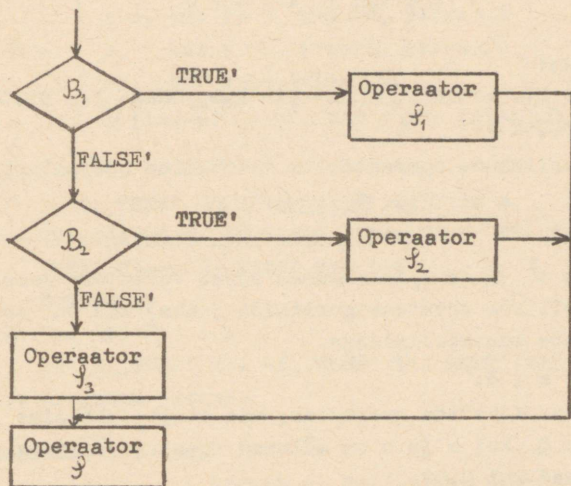 B₁
TRUE'
Operaator
𝒮₁
FALSE'
B₂
TRUE'
Operaator
𝒮₂
FALSE'
Operaator
𝒮₃
Operaator
𝒮